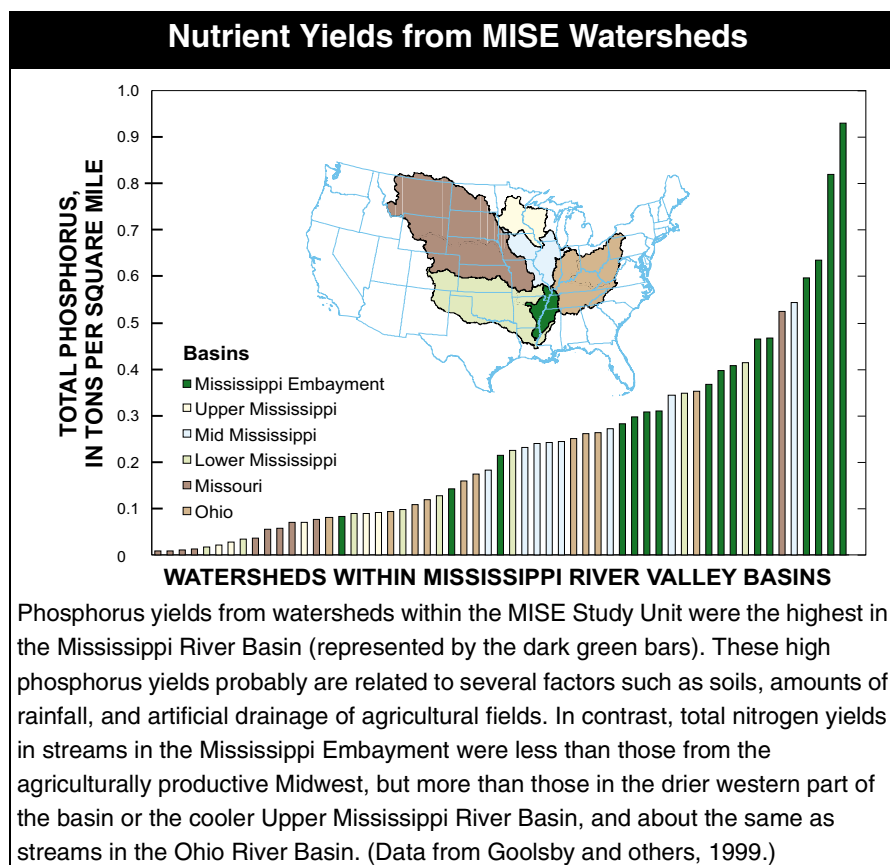 Nutrient Yields from MISE Watersheds
TOTAL PHOSPHORUS,
IN TONS PER SQUARE MILE
1.0
0.9
0.8
0.7
0.6
0.5
0.4
0.3
0.2
0.1
0
Basins
Mississippi Embayment
Upper Mississippi
Mid Mississippi
Lower Mississippi
Missouri
Ohio
WATERSHEDS WITHIN MISSISSIPPI RIVER VALLEY BASINS
Phosphorus yields from watersheds within the MISE Study Unit were the highest in
the Mississippi River Basin (represented by the dark green bars). These high
phosphorus yields probably are related to several factors such as soils, amounts of
rainfall, and artificial drainage of agricultural fields. In contrast, total nitrogen yields
in streams in the Mississippi Embayment were less than those from the
agriculturally productive Midwest, but more than those in the drier western part of
the basin or the cooler Upper Mississippi River Basin, and about the same as
streams in the Ohio River Basin. (Data from Goolsby and others, 1999.)